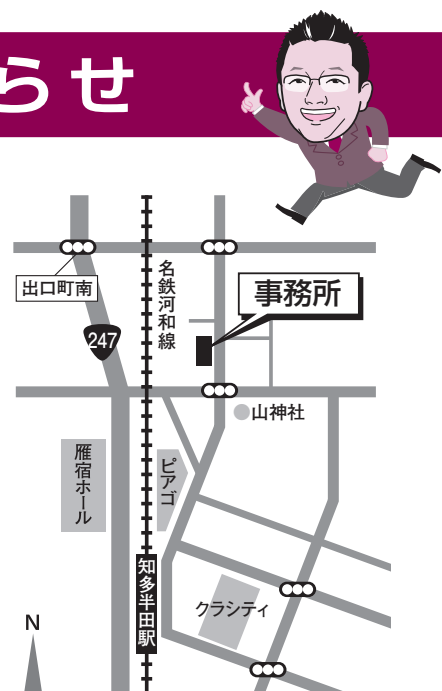 らせ
出口町南
247
名鉄河和線
事務所
山神社
雁宿ホール
ピアゴ
知多半田駅
クラシティ
N